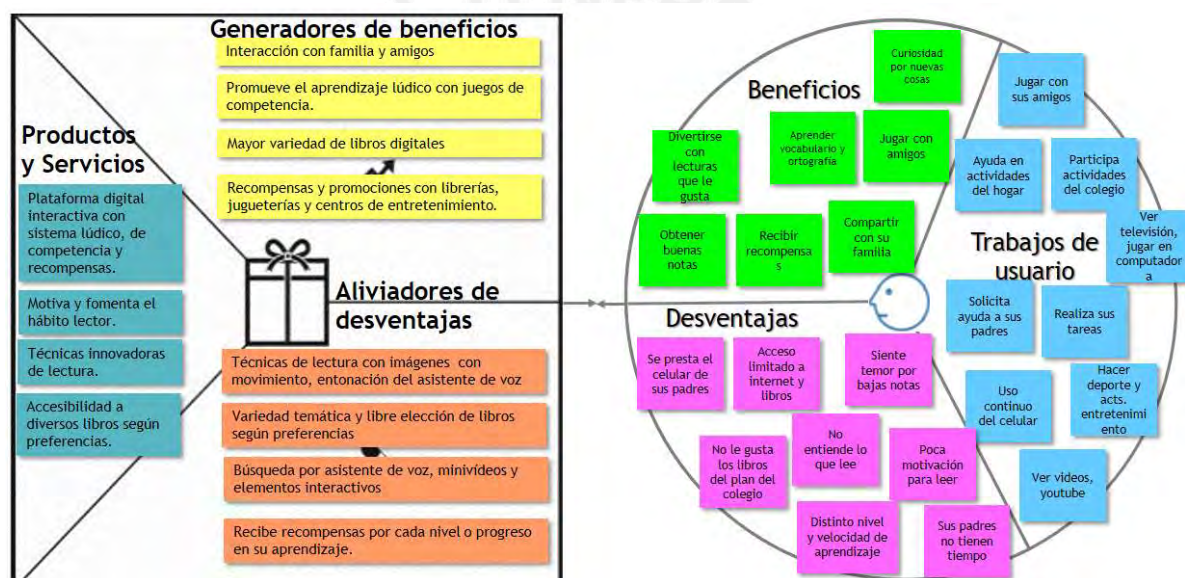 Generadores de beneficios
Interacción con familia y amigos
Promueve el aprendizaje lúdico con juegos de
competencia.
Mayor variedad de libros digitales
Recompensas y promociones con librerías,
jugueterías y centros de entretenimiento.
Productos
y Servicios
Plataforma digital
interactiva con
sistema lúdico, de
competencia y
recompensas.
Motiva y fomenta el
hábito lector.
Técnicas innovadoras
de lectura.
Accesibilidad a
diversos libros según
preferencias.
Aliviadores de
desventajas
Técnicas de lectura con imágenes con
movimiento, entonación del asistente de voz
Variedad temática y libre elección de libros
según preferencias
Búsqueda por asistente de voz, minivídeos y
elementos interactivos
Recibe recompensas por cada nivel o progreso
en su aprendizaje.
Beneficios
Curiosidad
por nuevas
cosas
Divertirse
con
lecturas
que le
gusta
Aprender
vocabulario y
ortografía
Jugar con
amigos
Obtener
buenas
notas
Recibir
recompensa
s
Compartir
con su
familia
Trabajos de
usuario
Jugar con
sus amigos
Ayuda en
actividades
del hogar
Participa
actividades
del colegio
Ver
televisión,
jugar en
computador
a
Solicita
ayuda a sus
padres
Realiza sus
tareas
Uso
continuo
del celular
Hacer
deporte y
acts.
entretenimi
ento
Ver videos,
youtube
Desventajas
Se presta el
celular de
sus padres
Acceso
limitado a
internet y
libros
Siente
temor por
bajas notas
No le gusta
los libros
del plan del
colegio
No
entiende lo
que lee
Poca
motivación
para leer
Distinto nivel
y velocidad de
aprendizaje
Sus padres
no tienen
tiempo